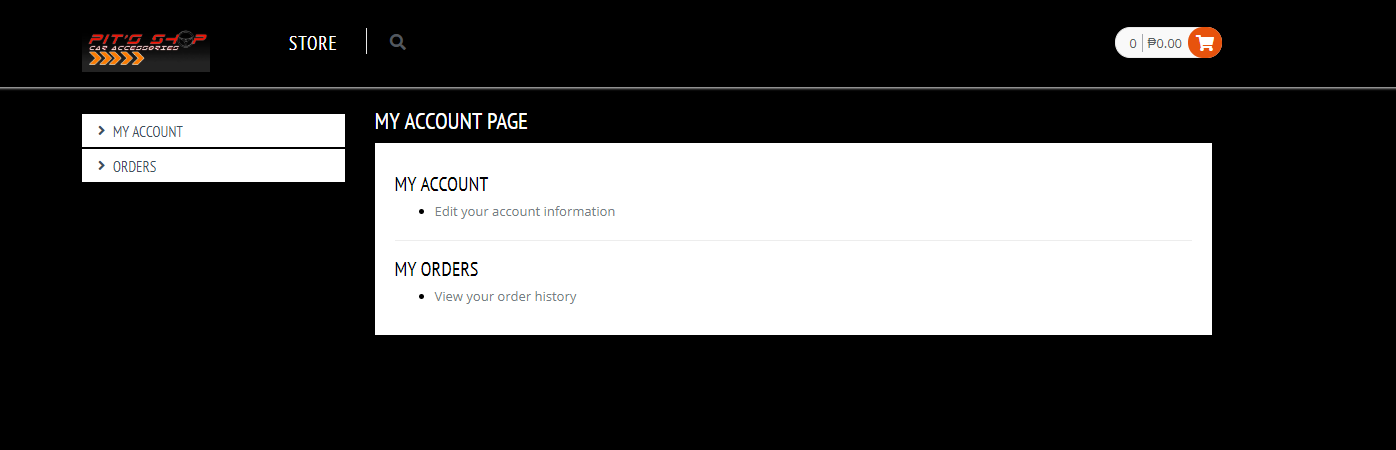 PIT'S SHOP
CAR ACCESSORIES
STORE
0 ₱0.00
MY ACCOUNT
ORDERS
MY ACCOUNT PAGE
MY ACCOUNT
Edit your account information
MY ORDERS
View your order history